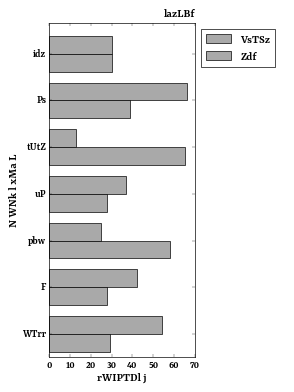 lazLBf
VsTSz
Zdf
N WNk l xMa L
idz
Ps
tUtZ
uP
pbw
F
WTrr
0 10 20 30 40 50 60 70
rWIPTDl j